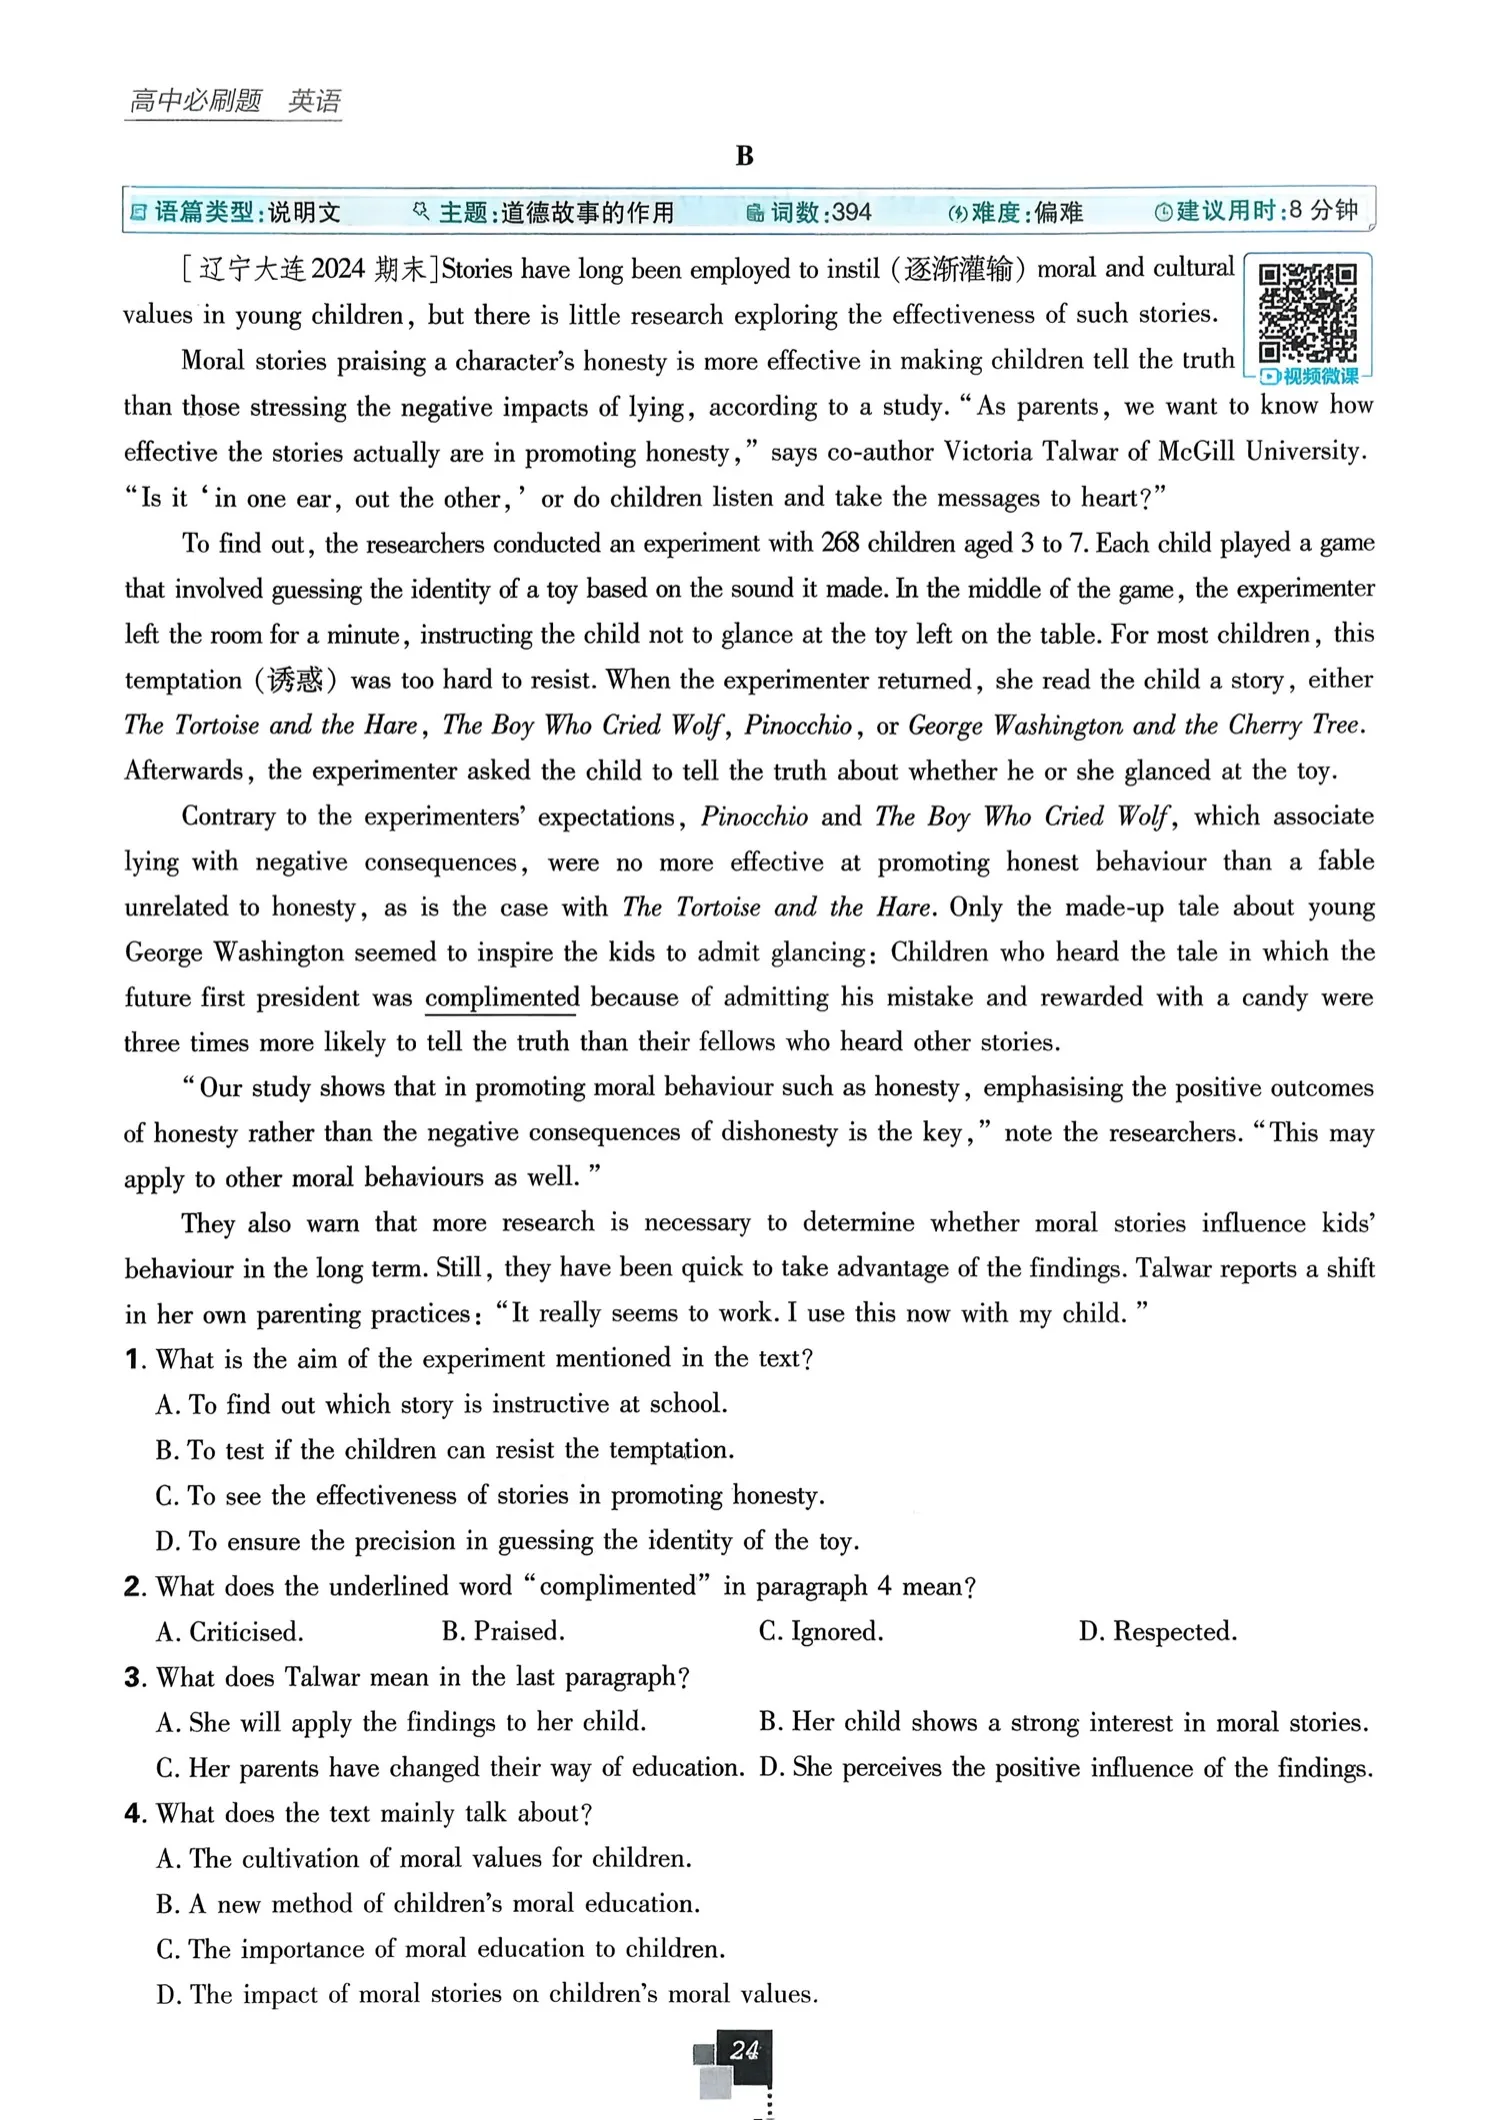 高中必刷题 英语
B
语篇类型:说明文 主题:道德故事的作用 词数:394 难度:偏难 建议用时:8 分钟
[辽宁大连 2024 期末]Stories have long been employed to instil (逐渐灌输) moral and cultural
values in young children, but there is little research exploring the effectiveness of such stories.
视频微课
Moral stories praising a character's honesty is more effective in making children tell the truth
than those stressing the negative impacts of lying, according to a study. “As parents, we want to know how
effective the stories actually are in promoting honesty,” says co-author Victoria Talwar of McGill University.
“Is it ‘in one ear, out the other,’ or do children listen and take the messages to heart?”
To find out, the researchers conducted an experiment with 268 children aged 3 to 7. Each child played a game
that involved guessing the identity of a toy based on the sound it made. In the middle of the game, the experimenter
left the room for a minute, instructing the child not to glance at the toy left on the table. For most children, this
temptation (诱惑) was too hard to resist. When the experimenter returned, she read the child a story, either
The Tortoise and the Hare, The Boy Who Cried Wolf, Pinocchio, or George Washington and the Cherry Tree.
Afterwards, the experimenter asked the child to tell the truth about whether he or she glanced at the toy.
Contrary to the experimenters' expectations, Pinocchio and The Boy Who Cried Wolf, which associate
lying with negative consequences, were no more effective at promoting honest behaviour than a fable
unrelated to honesty, as is the case with The Tortoise and the Hare. Only the made-up tale about young
George Washington seemed to inspire the kids to admit glancing: Children who heard the tale in which the
future first president was complimented because of admitting his mistake and rewarded with a candy were
three times more likely to tell the truth than their fellows who heard other stories.
“Our study shows that in promoting moral behaviour such as honesty, emphasising the positive outcomes
of honesty rather than the negative consequences of dishonesty is the key,” note the researchers. “This may
apply to other moral behaviours as well.”
They also warn that more research is necessary to determine whether moral stories influence kids'
behaviour in the long term. Still, they have been quick to take advantage of the findings. Talwar reports a shift
in her own parenting practices: “It really seems to work. I use this now with my child.”
1. What is the aim of the experiment mentioned in the text?
A. To find out which story is instructive at school.
B. To test if the children can resist the temptation.
C. To see the effectiveness of stories in promoting honesty.
D. To ensure the precision in guessing the identity of the toy.
2. What does the underlined word “complimented” in paragraph 4 mean?
A. Criticised. B. Praised. C. Ignored. D. Respected.
3. What does Talwar mean in the last paragraph?
A. She will apply the findings to her child. B. Her child shows a strong interest in moral stories.
C. Her parents have changed their way of education. D. She perceives the positive influence of the findings.
4. What does the text mainly talk about?
A. The cultivation of moral values for children.
B. A new method of children's moral education.
C. The importance of moral education to children.
D. The impact of moral stories on children's moral values.
24